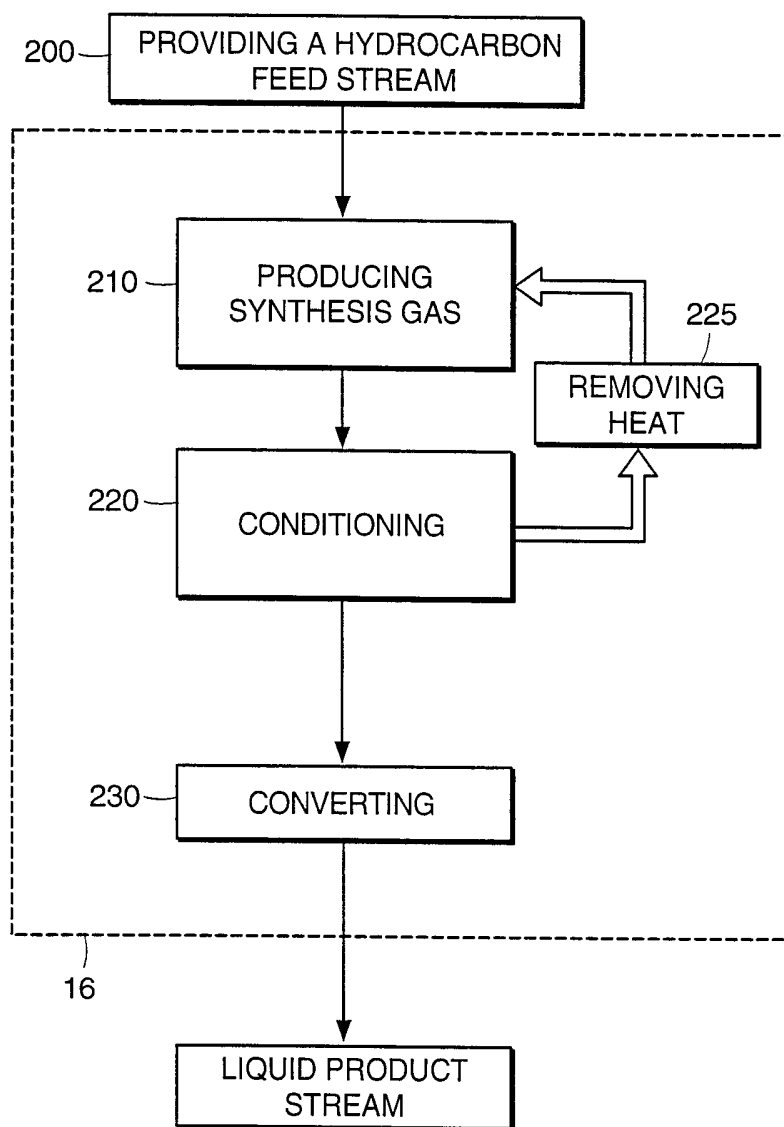 200
PROVIDING A HYDROCARBON
FEED STREAM
210
PRODUCING
SYNTHESIS GAS
225
REMOVING
HEAT
220
CONDITIONING
230
CONVERTING
16
LIQUID PRODUCT
STREAM